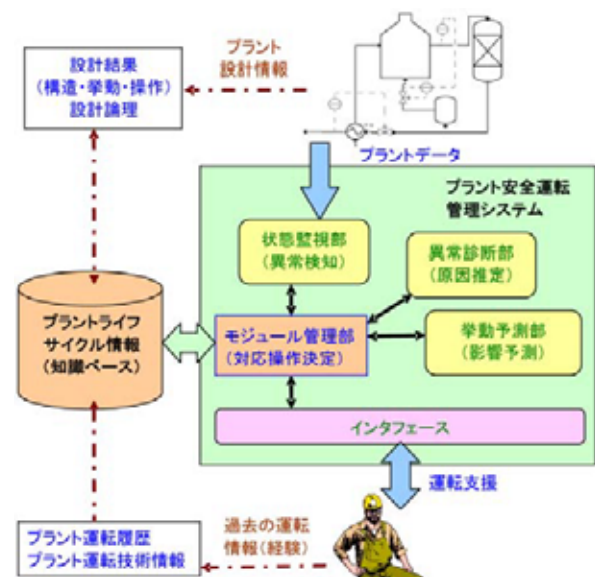 設計結果
(構造・挙動・操作)
設計論理
プラント
設計情報
プラントデータ
プラント安全運転
管理システム
状態監視部
(異常検知)
異常診断部
(原因推定)
プラントライフ
サイクル情報
(知識ベース)
モジュール管理部
(対応操作決定)
挙動予測部
(影響予測)
インタフェース
運転支援
プラント運転履歴
プラント運転技術情報
過去の運転
情報(経験)